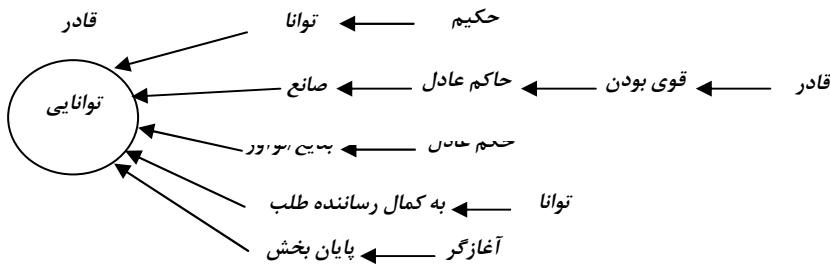 حکیم توانا قادر
قادر قوی بودن حاکم عادل صانع
توانایی
حکم عادل بدایع
توانا به کمال رساننده طلب
آغازگر پایان بخش